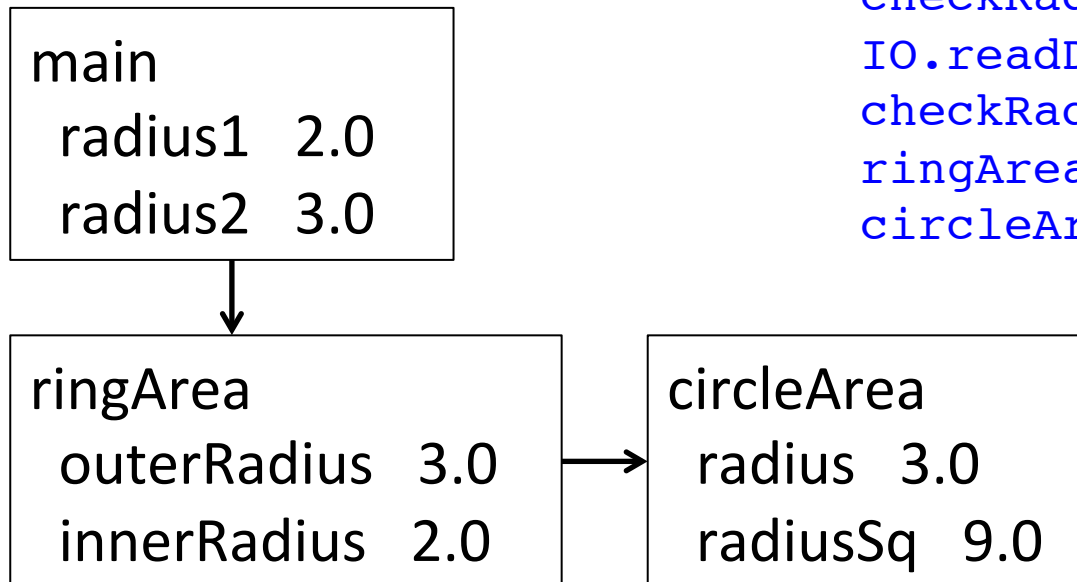 main
radius1 2.0
radius2 3.0
IO.readD
checkRad
ringArea
circleAr
ringArea
outerRadius 3.0
innerRadius 2.0
circleArea
radius 3.0
radiusSq 9.0